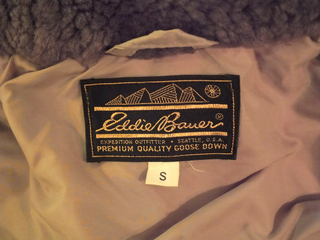 Eddie Bauer®
EXPEDITION OUTFITTER • SEATTLE, U.S.A.
PREMIUM QUALITY GOOSE DOWN
S